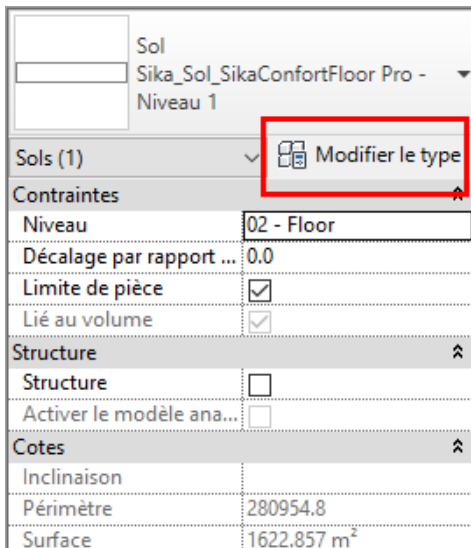 Sol
Sika_Sol_SikaConfortFloor Pro -
Niveau 1
Sols (1) Modifier le type
Contraintes
Niveau 02 - Floor
Décalage par rapport ... 0.0
Limite de pièce
Lié au volume
Structure
Structure
Activer le modèle ana...
Cotes
Inclinaison
Périmètre 280954.8
Surface 1622.857 m²